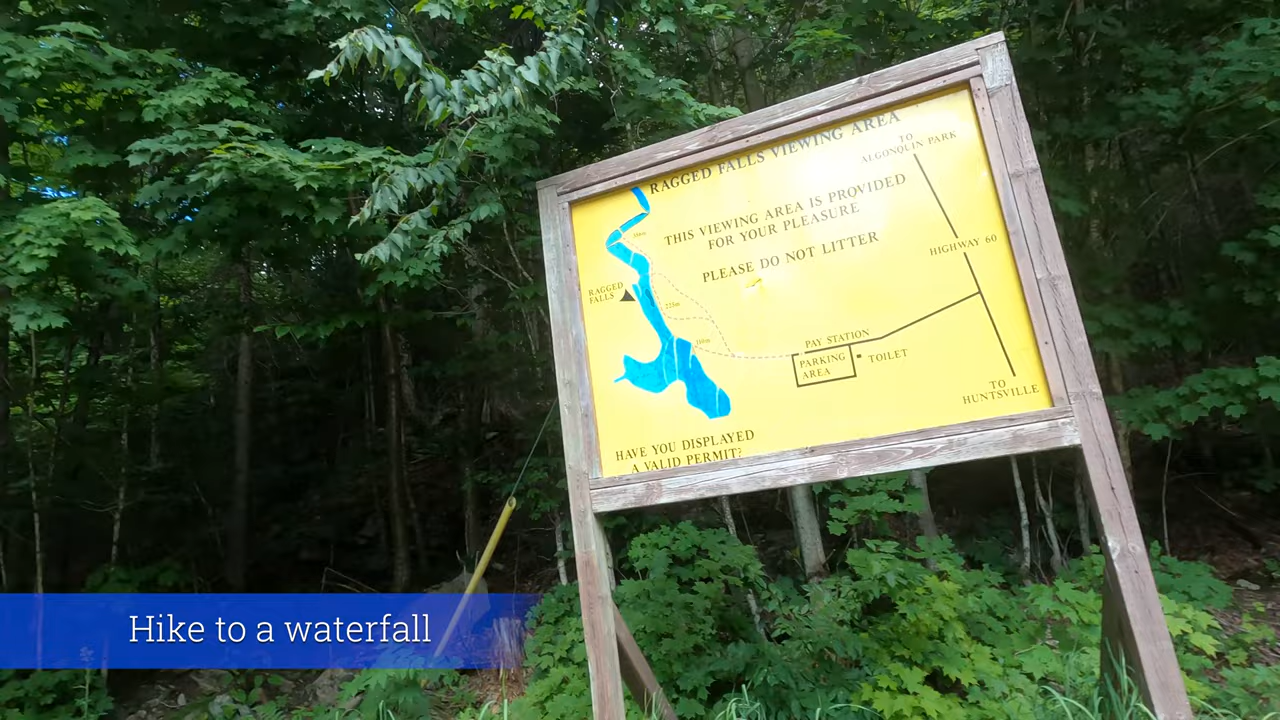 RAGGED FALLS VIEWING AREA
TO
ALGONQUIN PARK
THIS VIEWING AREA IS PROVIDED
FOR YOUR PLEASURE
PLEASE DO NOT LITTER
HIGHWAY 60
RAGGED
FALLS
PAY STATION
PARKING
AREA
TOILET
TO
HUNTSVILLE
HAVE YOU DISPLAYED
A VALID PERMIT?
Hike to a waterfall